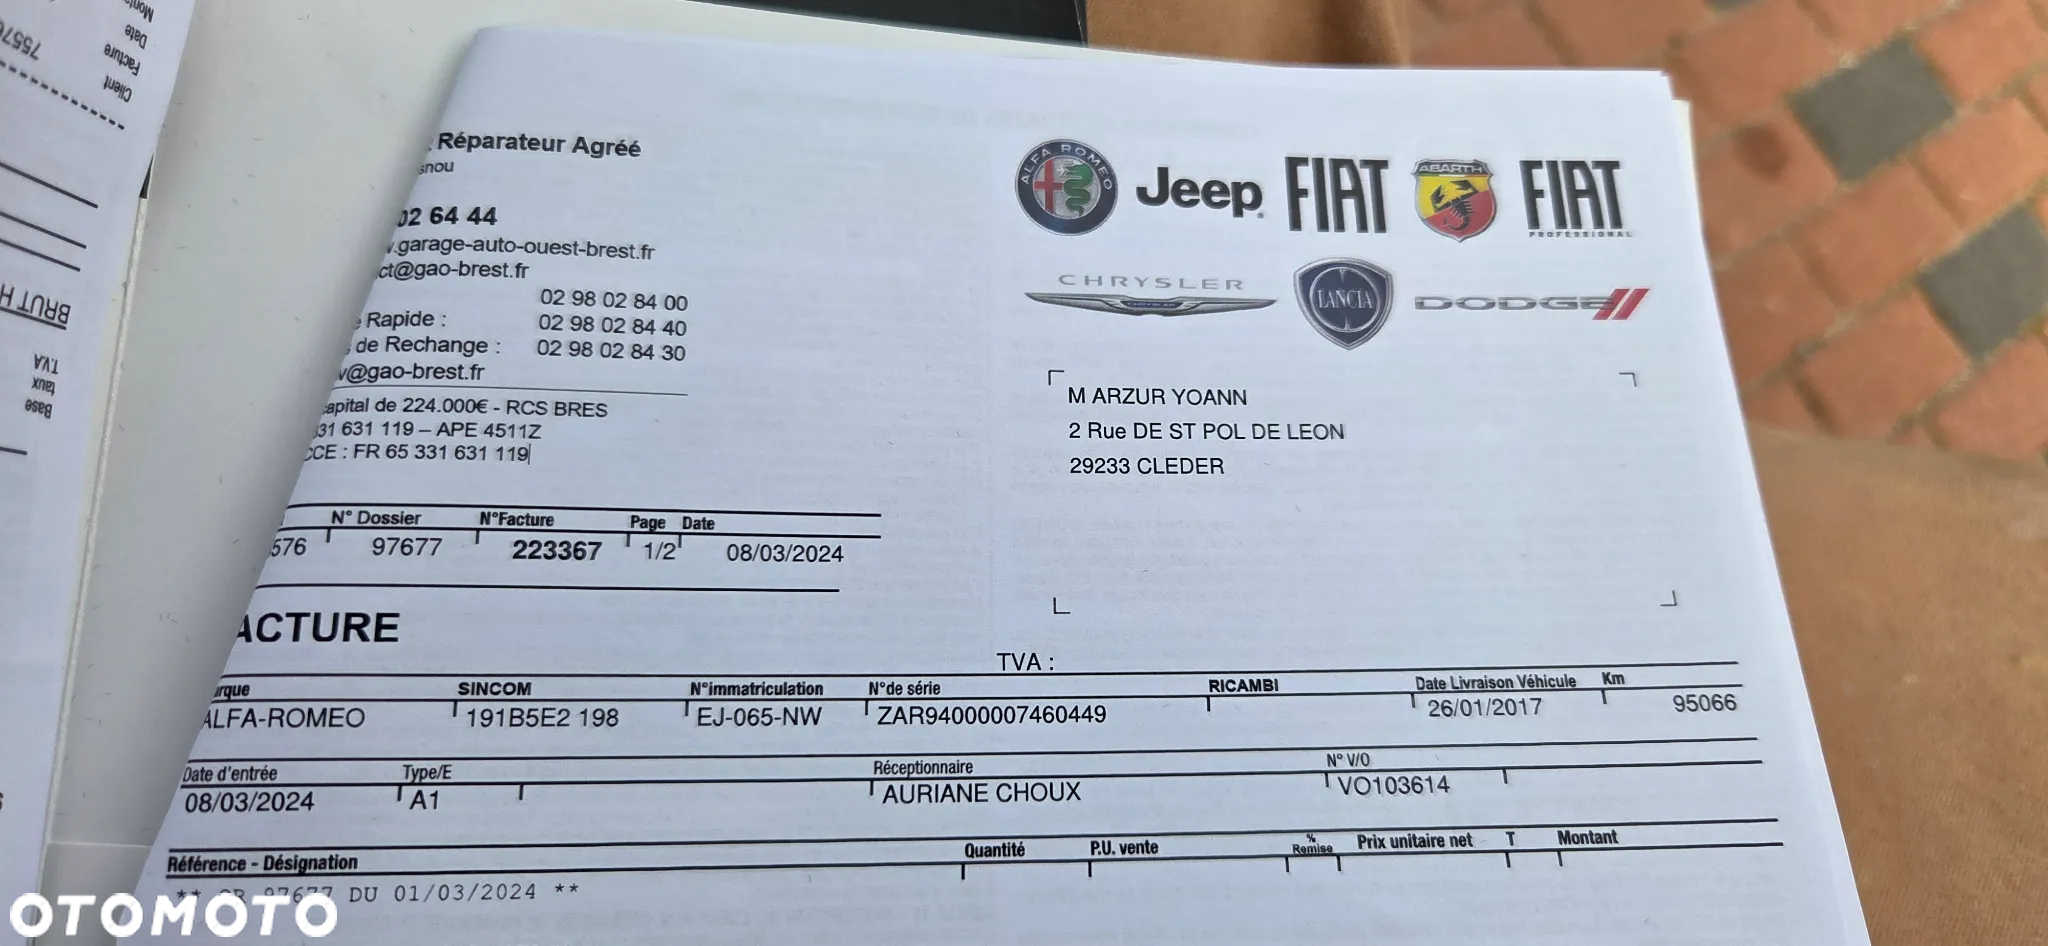 Réparateur Agréé
02 6 44
.garage-auto-ouest-brest.fr
ct@gao-brest.fr
02 98 02 84 00
Rapide : 02 98 02 84 40
de Rechange : 02 98 02 84 30
@gao-brest.fr
apital de 224.000€ - RCS BRES
31 631 119 – APE 4511Z
CCE : FR 65 331 631 119
ALFA ROMEO
Jeep
FIAT
ABARTH
FIAT
PROFESSIONAL
CHRYSLER
LANCIA
DODGE
M ARZUR YOANN
2 Rue DE ST POL DE LEON
29233 CLEDER
N° Dossier N°Facture Page Date
576 97677 223367 1/2 08/03/2024
ACTURE
TVA :
rque SINCOM N°immatriculation N°de série RICAMBI Date Livraison Véhicule Km
ALFA-ROMEO 191B5E2 198 EJ-065-NW ZAR94000007460449 26/01/2017 95066
Date d'entrée Type/E Réceptionnaire N° V/O
08/03/2024 A1 AURIANE CHOUX VO103614
Référence - Désignation Quantité P.U. vente % Remise Prix unitaire net T Montant
** OR 97677 DU 01/03/2024 **
Client
Facture
Date
7557
BRUT H
T.VA
taux
Base
OTOMOTO